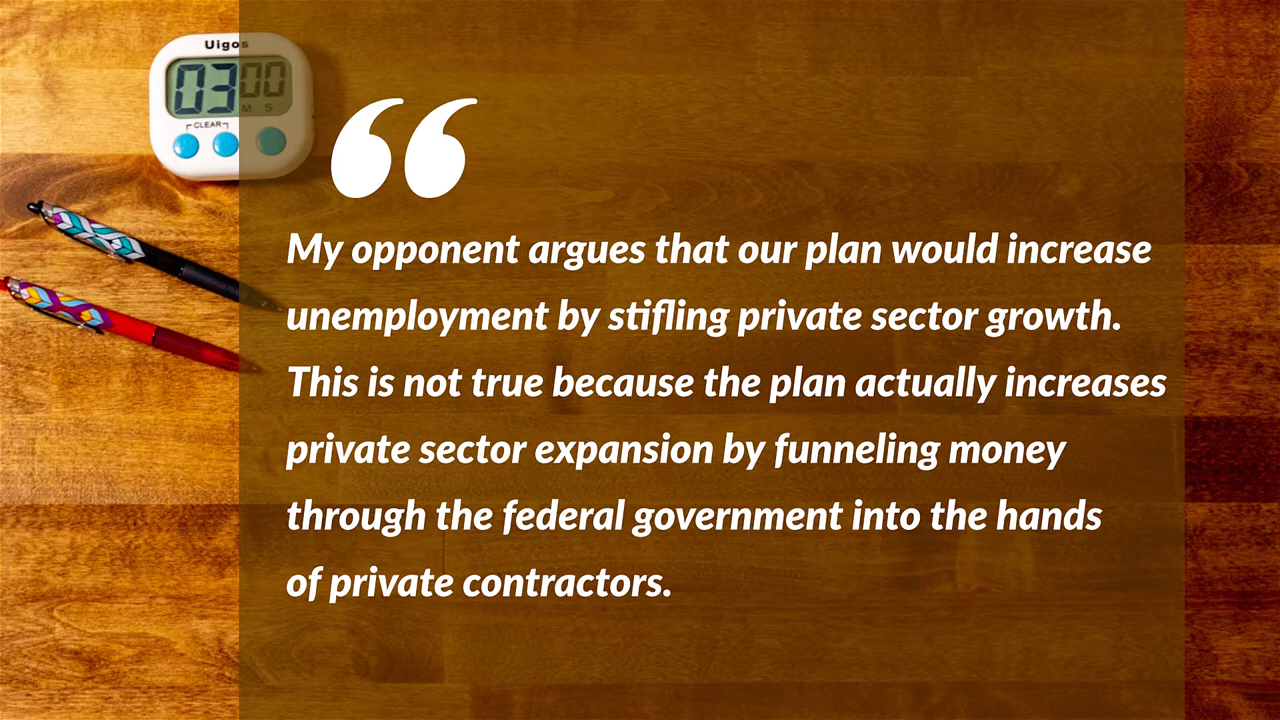 Uigos
03 00
M S
CLEAR
“
My opponent argues that our plan would increase
unemployment by stifling private sector growth.
This is not true because the plan actually increases
private sector expansion by funneling money
through the federal government into the hands
of private contractors.